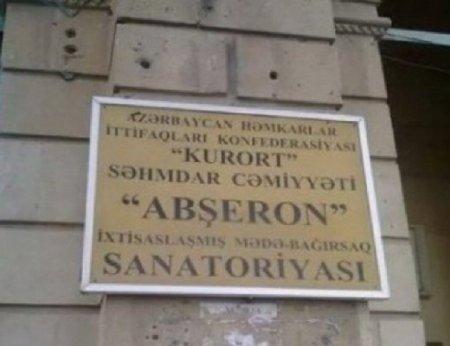 AZƏRBAYCAN HƏMKARLAR
İTTİFAQLARI KONFEDERASİYASI
“KURORT”
SƏHMDAR CƏMİYYƏTİ
“ABŞERON”
İXTİSASLAŞMIŞ MƏDƏ-BAĞIRSAQ
SANATORİYASI